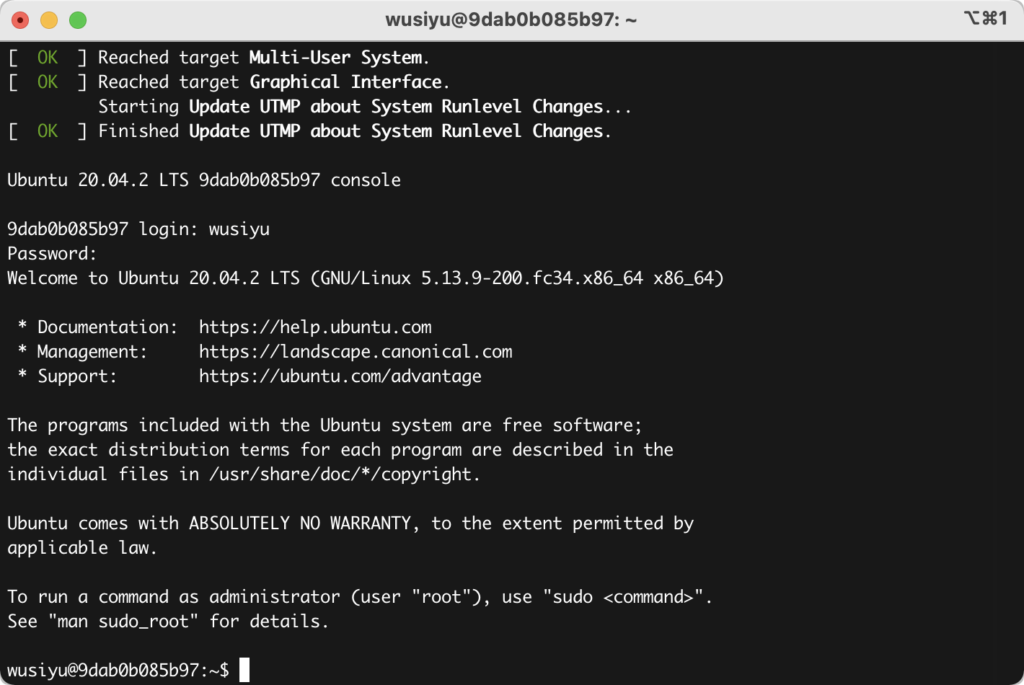 wusiyu@9dab0b085b97: ~
⌥⌘1
[  OK  ] Reached target Multi-User System.
[  OK  ] Reached target Graphical Interface.
         Starting Update UTMP about System Runlevel Changes...
[  OK  ] Finished Update UTMP about System Runlevel Changes.

Ubuntu 20.04.2 LTS 9dab0b085b97 console

9dab0b085b97 login: wusiyu
Password:
Welcome to Ubuntu 20.04.2 LTS (GNU/Linux 5.13.9-200.fc34.x86_64 x86_64)

 * Documentation:  https://help.ubuntu.com
 * Management:     https://landscape.canonical.com
 * Support:        https://ubuntu.com/advantage

The programs included with the Ubuntu system are free software;
the exact distribution terms for each program are described in the
individual files in /usr/share/doc/*/copyright.

Ubuntu comes with ABSOLUTELY NO WARRANTY, to the extent permitted by
applicable law.

To run a command as administrator (user "root"), use "sudo <command>".
See "man sudo_root" for details.

wusiyu@9dab0b085b97:~$